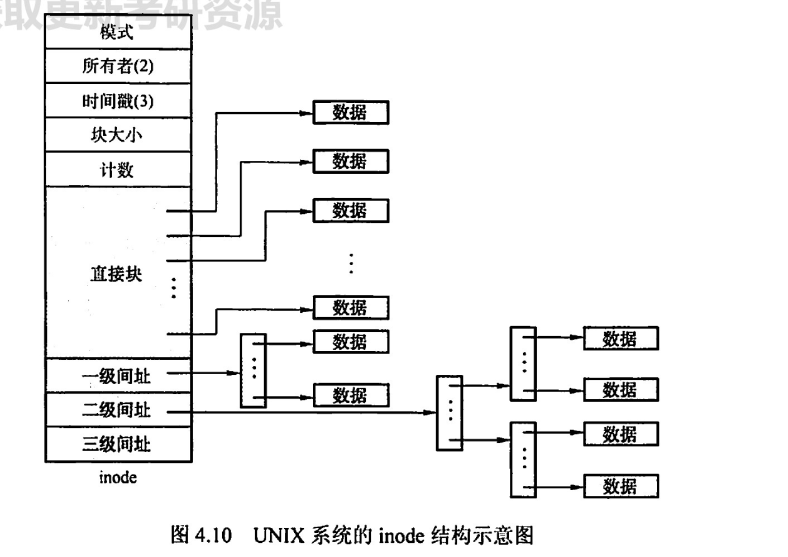 取更新考研资源
模式
所有者(2)
时间戳(3)
块大小
计数
直接块
一级间址
二级间址
三级间址
inode
数据
数据
数据
数据
数据
数据
数据
数据
数据
数据
图 4.10 UNIX 系统的 inode 结构示意图